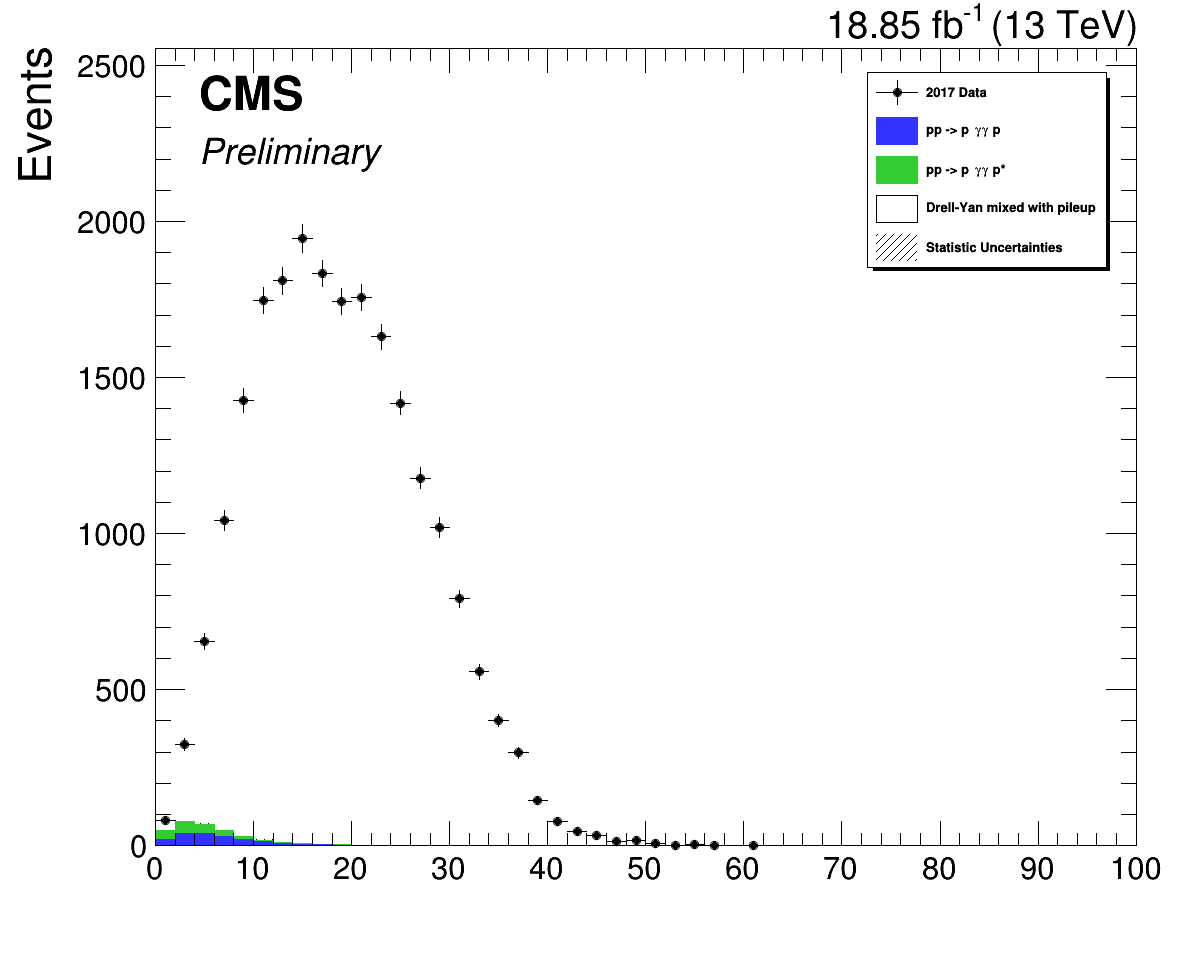 18.85 fb-1 (13 TeV)
Events
CMS
Preliminary
2017 Data
pp -> p γγ p
pp -> p γγ p*
Drell-Yan mixed with pileup
Statistic Uncertainties
2500
2000
1500
1000
500
0
0 10 20 30 40 50 60 70 80 90 100